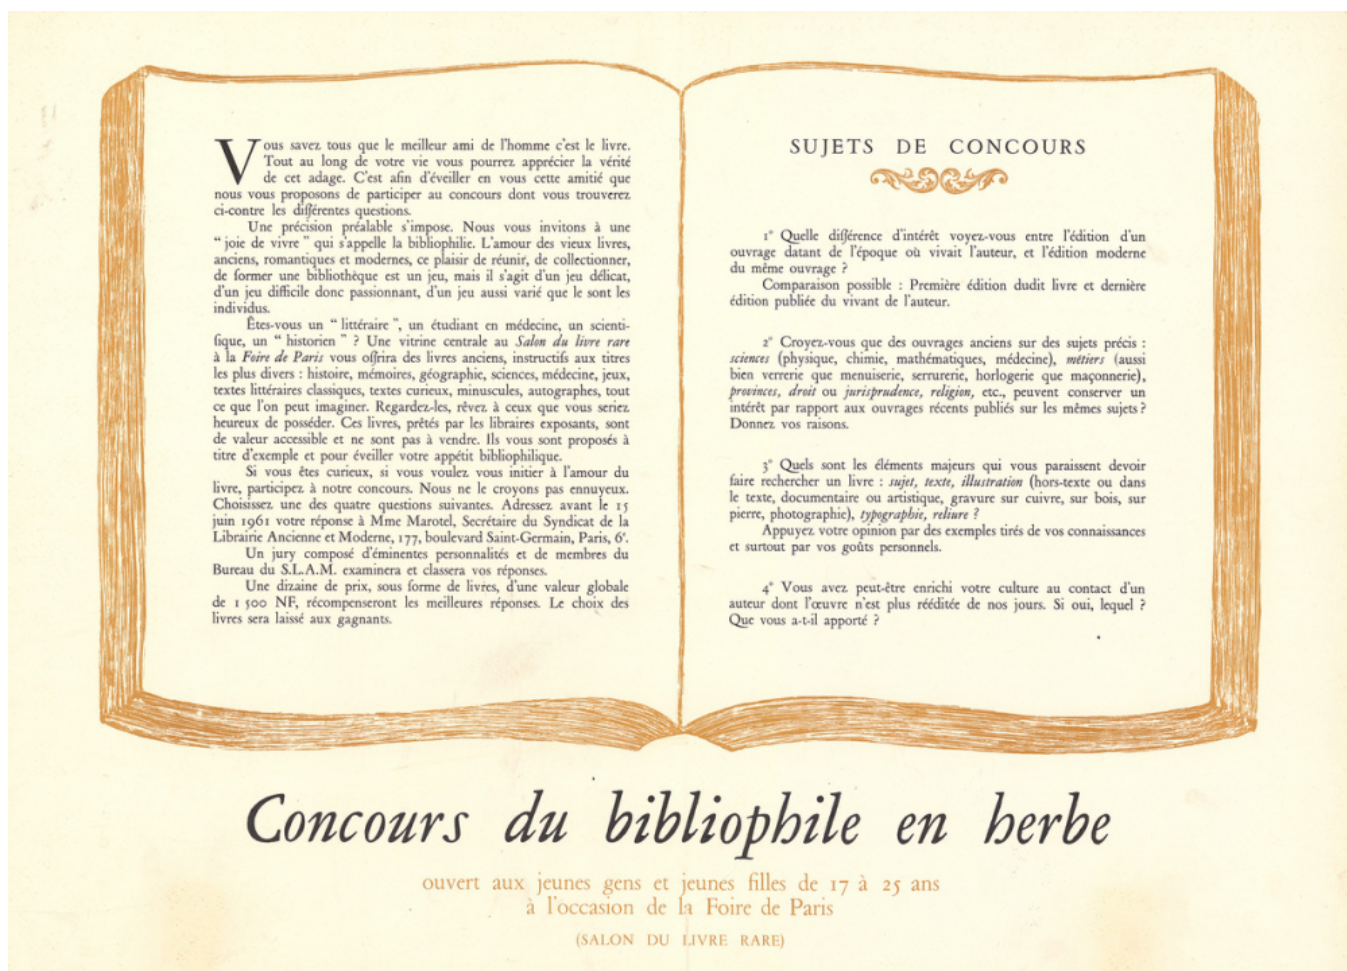 Vous savez tous que le meilleur ami de l'homme c'est le livre.
Tout au long de votre vie vous pourrez apprécier la vérité
de cet adage. C'est afin d'éveiller en vous cette amitié que
nous vous proposons de participer au concours dont vous trouverez
ci-contre les différentes questions.
Une précision préalable s'impose. Nous vous invitons à une
“ joie de vivre ” qui s'appelle la bibliophilie. L'amour des vieux livres,
anciens, romantiques et modernes, ce plaisir de réunir, de collectionner,
de former une bibliothèque est un jeu, mais il s'agit d'un jeu délicat,
d'un jeu difficile donc passionnant, d'un jeu aussi varié que le sont les
individus.
Êtes-vous un “ littéraire ”, un étudiant en médecine, un scienti-
fique, un “ historien ” ? Une vitrine centrale au Salon du livre rare
à la Foire de Paris vous offrira des livres anciens, instructifs aux titres
les plus divers : histoire, mémoires, géographie, sciences, médecine, jeux,
textes littéraires classiques, textes curieux, minuscules, autographes, tout
ce que l'on peut imaginer. Regardez-les, rêvez à ceux que vous seriez
heureux de posséder. Ces livres, prêtés par les libraires exposants, sont
de valeur accessible et ne sont pas à vendre. Ils vous sont proposés à
titre d'exemple et pour éveiller votre appétit bibliophilique.
Si vous êtes curieux, si vous voulez vous initier à l'amour du
livre, participez à notre concours. Nous ne le croyons pas ennuyeux.
Choisissez une des quatre questions suivantes. Adressez avant le 15
juin 1961 votre réponse à Mme Marotel, Secrétaire du Syndicat de la
Librairie Ancienne et Moderne, 177, boulevard Saint-Germain, Paris, 6e.
Un jury composé d'éminentes personnalités et de membres du
Bureau du S.L.A.M. examinera et classera vos réponses.
Une dizaine de prix, sous forme de livres, d'une valeur globale
de 1 500 NF, récompenseront les meilleures réponses. Le choix des
livres sera laissé aux gagnants.
SUJETS DE CONCOURS
1° Quelle différence d'intérêt voyez-vous entre l'édition d'un
ouvrage datant de l'époque où vivait l'auteur, et l'édition moderne
du même ouvrage ?
Comparaison possible : Première édition dudit livre et dernière
édition publiée du vivant de l'auteur.
2° Croyez-vous que des ouvrages anciens sur des sujets précis :
sciences (physique, chimie, mathématiques, médecine), métiers (aussi
bien verrerie que menuiserie, serrurerie, horlogerie que maçonnerie),
provinces, droit ou jurisprudence, religion, etc., peuvent conserver un
intérêt par rapport aux ouvrages récents publiés sur les mêmes sujets ?
Donnez vos raisons.
3° Quels sont les éléments majeurs qui vous paraissent devoir
faire rechercher un livre : sujet, texte, illustration (hors-texte ou dans
le texte, documentaire ou artistique, gravure sur cuivre, sur bois, sur
pierre, photographie), typographie, reliure ?
Appuyez votre opinion par des exemples tirés de vos connaissances
et surtout par vos goûts personnels.
4° Vous avez peut-être enrichi votre culture au contact d'un
auteur dont l'œuvre n'est plus rééditée de nos jours. Si oui, lequel ?
Que vous a-t-il apporté ?
Concours du bibliophile en herbe
ouvert aux jeunes gens et jeunes filles de 17 à 25 ans
à l'occasion de la Foire de Paris
(SALON DU LIVRE RARE)